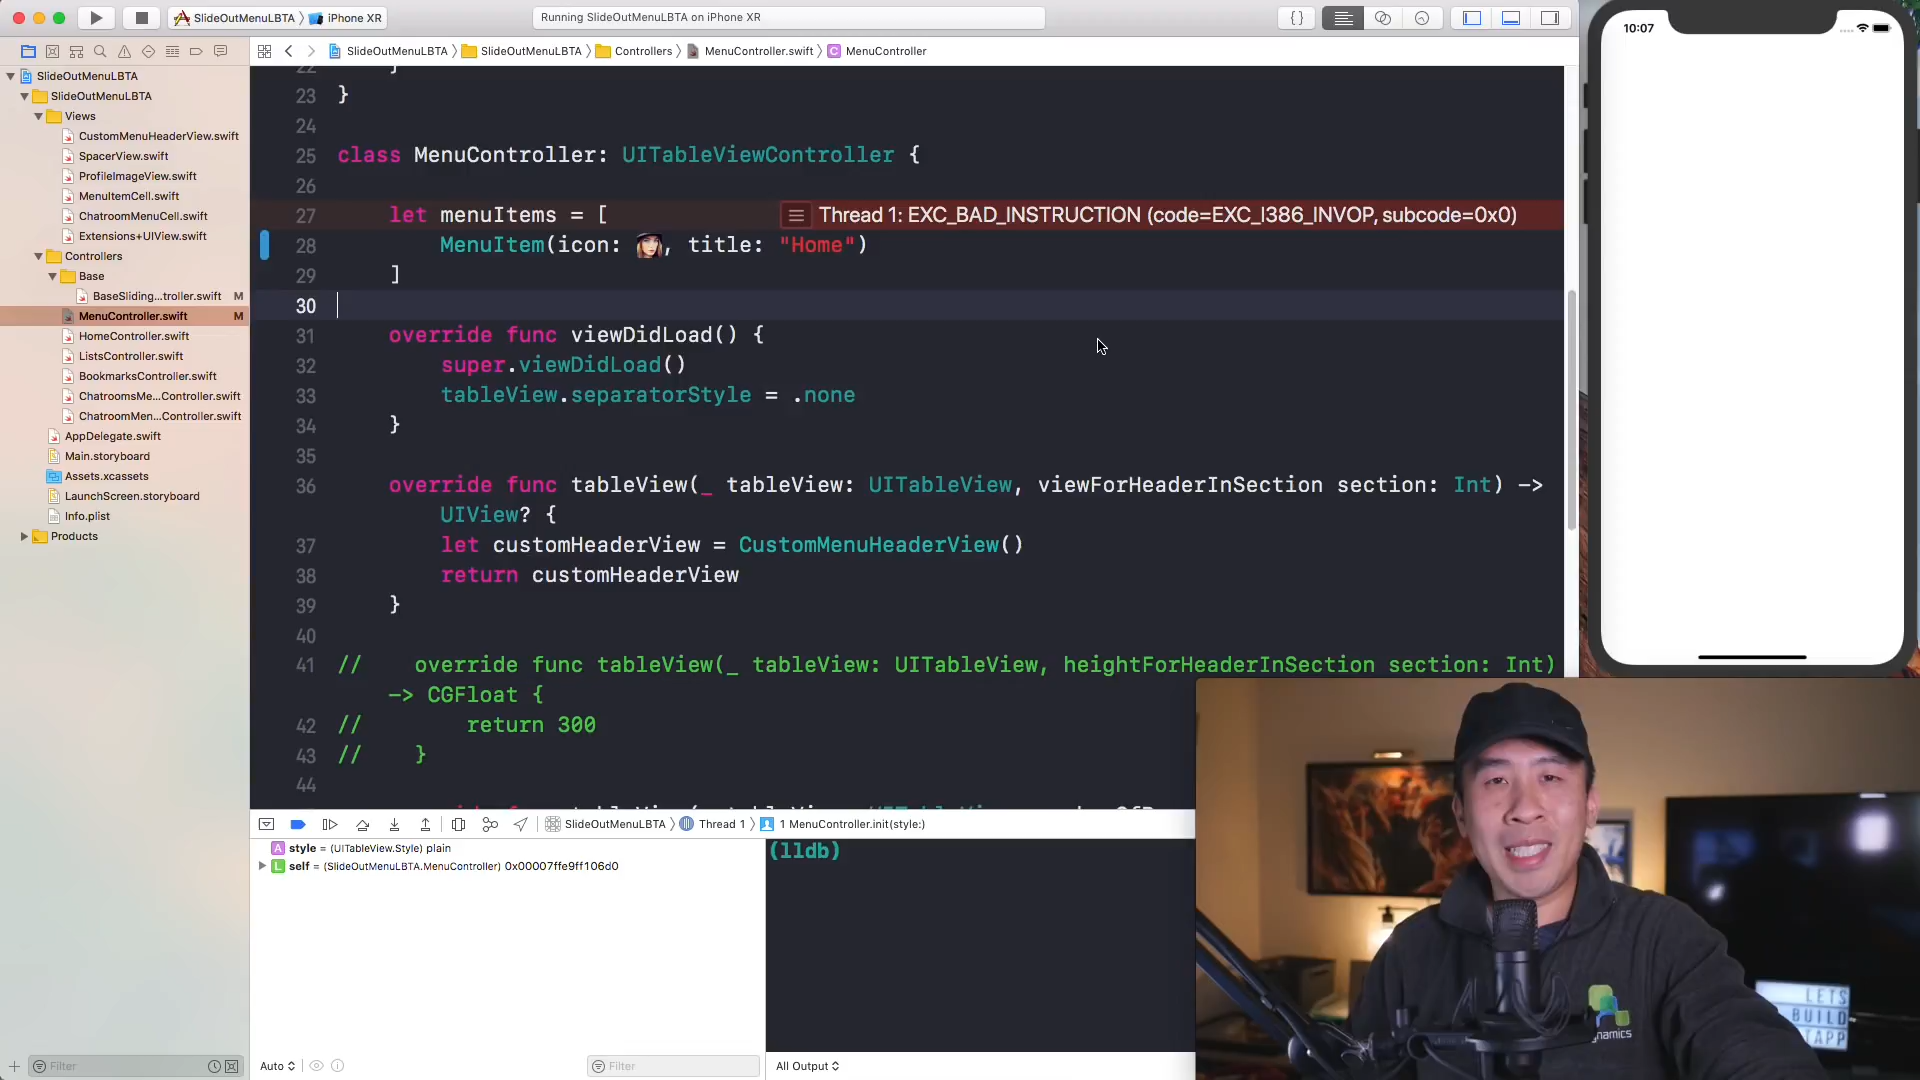 SlideOutMenuLBTA
iPhone XR
Running SlideOutMenuLBTA on iPhone XR
10:07
SlideOutMenuLBTA
SlideOutMenuLBTA
Controllers
MenuController.swift
MenuController
SlideOutMenuLBTA
SlideOutMenuLBTA
Views
CustomMenuHeaderView.swift
SpacerView.swift
ProfileImageView.swift
MenuItemCell.swift
ChatroomMenuCell.swift
Extensions+UIView.swift
Controllers
Base
BaseSliding...troller.swift M
MenuController.swift M
HomeController.swift
ListsController.swift
BookmarksController.swift
ChatroomsMe...Controller.swift
ChatroomMen...Controller.swift
AppDelegate.swift
Main.storyboard
Assets.xcassets
LaunchScreen.storyboard
Info.plist
Products
Filter
22 }
23 }
24
25 class MenuController: UITableViewController {
26
27 let menuItems = [
Thread 1: EXC_BAD_INSTRUCTION (code=EXC_I386_INVOP, subcode=0x0)
28 MenuItem(icon: , title: "Home")
29 ]
30
31 override func viewDidLoad() {
32 super.viewDidLoad()
33 tableView.separatorStyle = .none
34 }
35
36 override func tableView(_ tableView: UITableView, viewForHeaderInSection section: Int) ->
UIView? {
37 let customHeaderView = CustomMenuHeaderView()
38 return customHeaderView
39 }
40
41 // override func tableView(_ tableView: UITableView, heightForHeaderInSection section: Int)
-> CGFloat {
42 // return 300
43 // }
44
SlideOutMenuLBTA
Thread 1
1 MenuController.init(style:)
A style = (UITableView.Style) plain
L self = (SlideOutMenuLBTA.MenuController) 0x00007ffe9ff106d0
(lldb)
Auto
Filter
All Output
LETS
BUILD
TAPP
namics